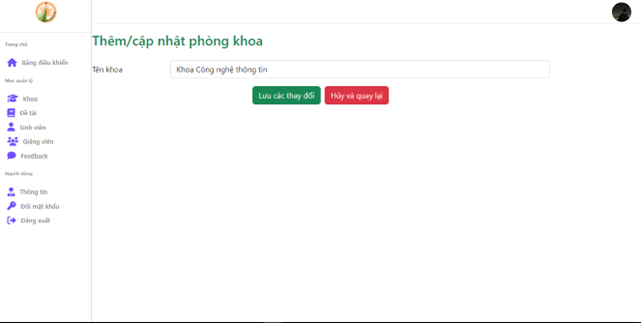 Trang chủ
Bảng điều khiển
Mục quản lý
Khoa
Đề tài
Sinh viên
Giảng viên
Feedback
Người dùng
Thông tin
Đổi mật khẩu
Đăng xuất
Thêm/cập nhật phòng khoa
Tên khoa
Khoa Công nghệ thông tin
Lưu các thay đổi
Hủy và quay lại